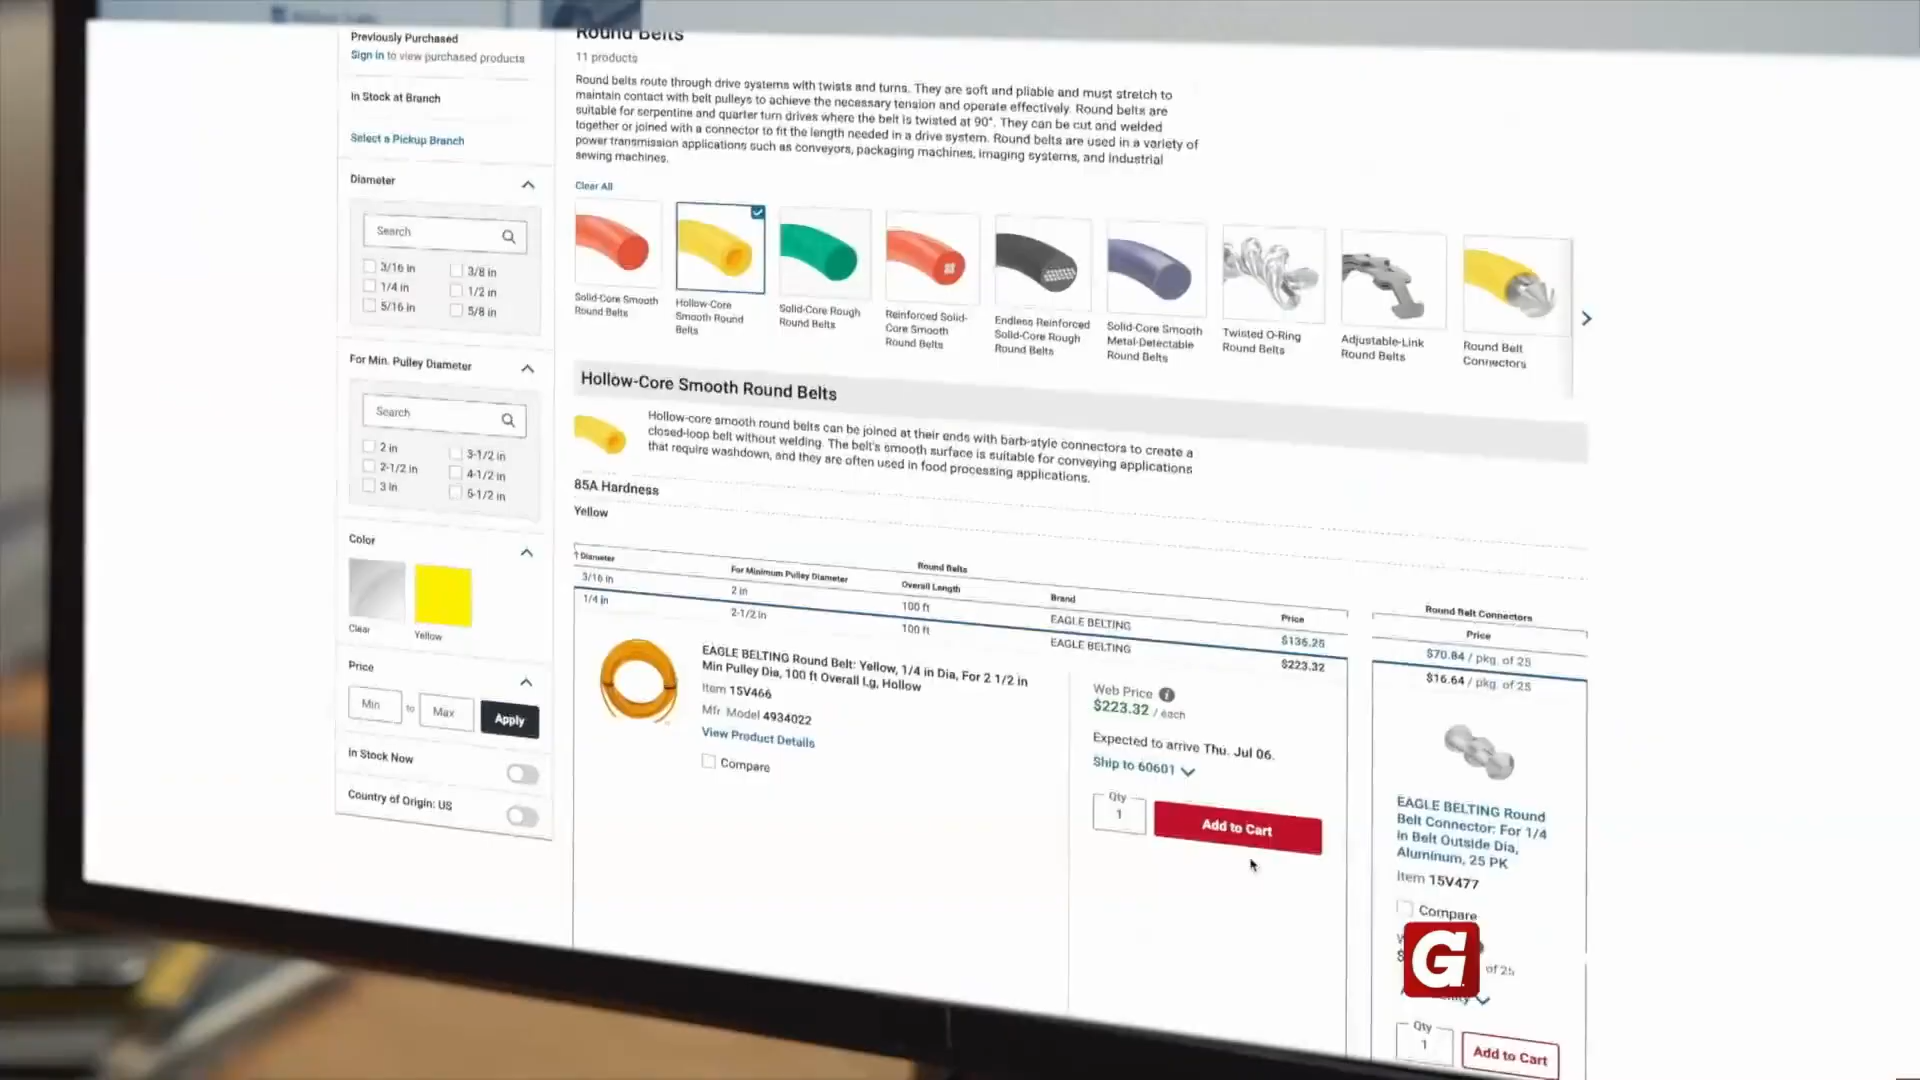 Previously Purchased
Sign in to view purchased products
In Stock at Branch
Select a Pickup Branch
Diameter
Search
3/16 in
3/8 in
1/4 in
1/2 in
5/16 in
5/8 in
For Min. Pulley Diameter
Search
2 in
3-1/2 in
2-1/2 in
4-1/2 in
3 in
5-1/2 in
Color
Clear
Yellow
Price
Min
to
Max
Apply
In Stock Now
Country of Origin: US
Round Belts
11 products
Round belts route through drive systems with twists and turns. They are soft and pliable and must stretch to
maintain contact with belt pulleys to achieve the necessary tension and operate effectively. Round belts are
suitable for serpentine and quarter turn drives where the belt is twisted at 90°. They can be cut and welded
together or joined with a connector to fit the length needed in a drive system. Round belts are used in a variety of
power transmission applications such as conveyors, packaging machines, imaging systems, and industrial
sewing machines.
Clear All
Solid-Core Smooth
Round Belts
Hollow-Core
Smooth Round
Belts
Solid-Core Rough
Round Belts
Reinforced Solid-
Core Smooth
Round Belts
Endless Reinforced
Solid-Core Rough
Round Belts
Solid-Core Smooth
Metal-Detectable
Round Belts
Twisted O-Ring
Round Belts
Adjustable-Link
Round Belts
Round Belt
Connectors
Hollow-Core Smooth Round Belts
Hollow-core smooth round belts can be joined at their ends with barb-style connectors to create a
closed-loop belt without welding. The belt's smooth surface is suitable for conveying applications
that require washdown, and they are often used in food processing applications.
85A Hardness
Yellow
Round Belts
↑ Diameter
For Minimum Pulley Diameter
Overall Length
Brand
Price
3/16 in
2 in
100 ft
EAGLE BELTING
$136.25
1/4 in
2-1/2 in
100 ft
EAGLE BELTING
$223.32
EAGLE BELTING Round Belt: Yellow, 1/4 in Dia, For 2 1/2 in
Min Pulley Dia, 100 ft Overall Lg, Hollow
Item 15V466
Mfr. Model 4934022
View Product Details
Compare
Web Price
$223.32 / each
Expected to arrive Thu. Jul 06.
Ship to 60601
Qty
1
Add to Cart
Round Belt Connectors
Price
$70.84 / pkg. of 25
$16.64 / pkg. of 25
EAGLE BELTING Round
Belt Connector: For 1/4
in Belt Outside Dia,
Aluminum, 25 PK
Item 15V477
Compare
G
of 25
Qty
1
Add to Cart